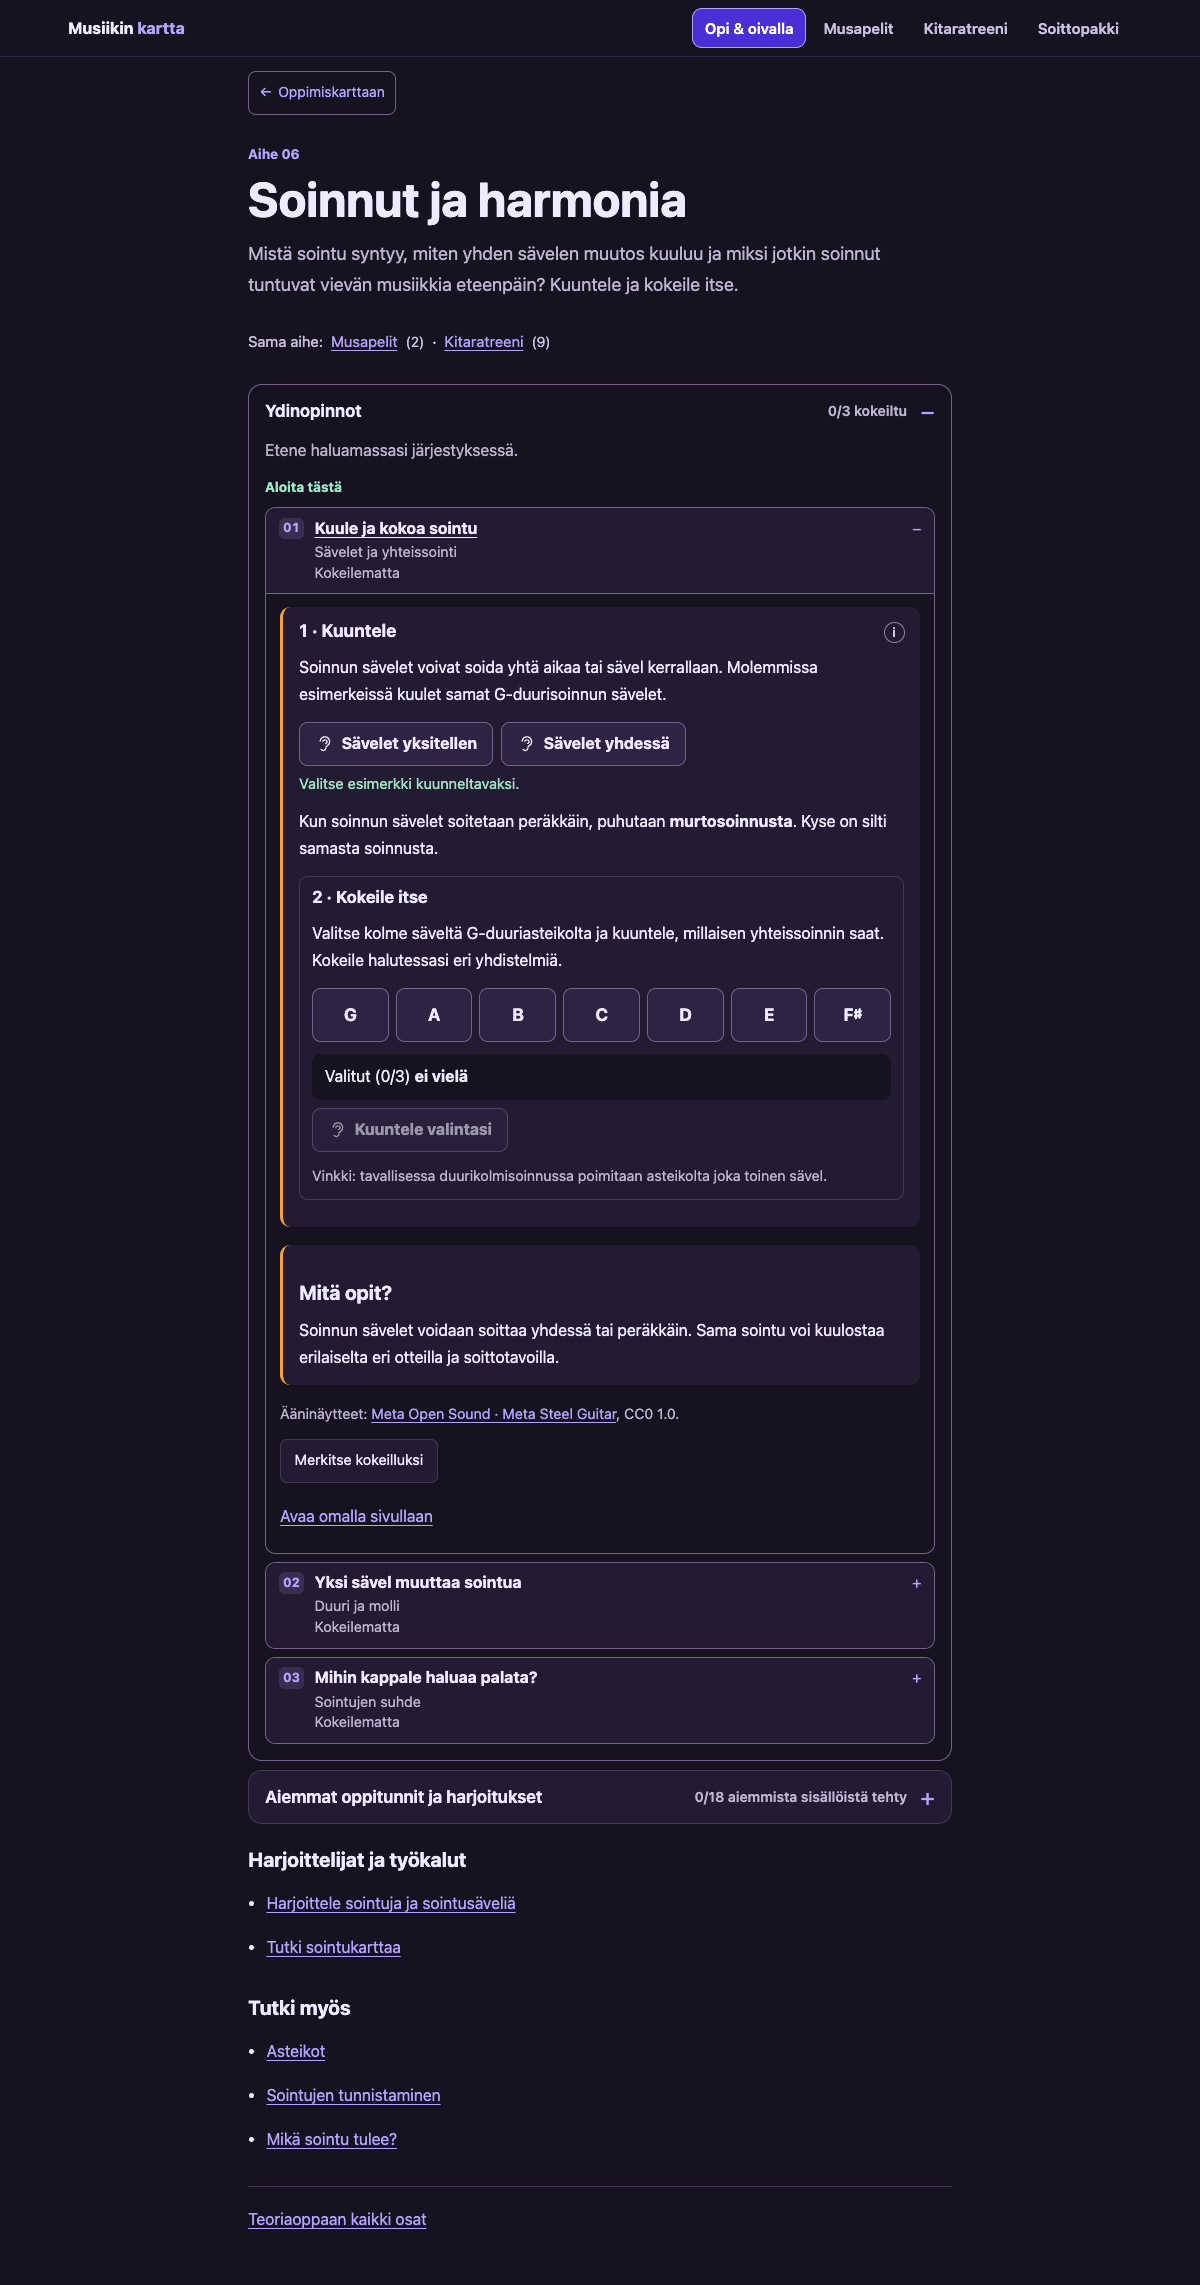 Musiikin kartta
Opi & oivalla
Musapelit
Kitaratreeni
Soittopakki
← Oppimiskarttaan
Aihe 06
Soinnut ja harmonia
Mistä sointu syntyy, miten yhden sävelen muutos kuuluu ja miksi jotkin soinnut
tuntuvat vievän musiikkia eteenpäin? Kuuntele ja kokeile itse.
Sama aihe: Musapelit (2) · Kitaratreeni (9)
Ydinopinnot
0/3 kokeiltu −
Etene haluamassasi järjestyksessä.
Aloita tästä
01 Kuule ja kokoa sointu −
Sävelet ja yhteissointi
Kokeilematta
1 · Kuuntele
i
Soinnun sävelet voivat soida yhtä aikaa tai sävel kerrallaan. Molemmissa
esimerkeissä kuulet samat G-duurisoinnun sävelet.
Sävelet yksitellen
Sävelet yhdessä
Valitse esimerkki kuunneltavaksi.
Kun soinnun sävelet soitetaan peräkkäin, puhutaan murtosoinnusta. Kyse on silti
samasta soinnusta.
2 · Kokeile itse
Valitse kolme säveltä G-duuriasteikolta ja kuuntele, millaisen yhteissoinnin saat.
Kokeile halutessasi eri yhdistelmiä.
G A B C D E F♯
Valitut (0/3) ei vielä
Kuuntele valintasi
Vinkki: tavallisessa duurikolmisoinnussa poimitaan asteikolta joka toinen sävel.
Mitä opit?
Soinnun sävelet voidaan soittaa yhdessä tai peräkkäin. Sama sointu voi kuulostaa
erilaiselta eri otteilla ja soittotavoilla.
Ääninäytteet: Meta Open Sound · Meta Steel Guitar, CC0 1.0.
Merkitse kokeilluksi
Avaa omalla sivullaan
02 Yksi sävel muuttaa sointua +
Duuri ja molli
Kokeilematta
03 Mihin kappale haluaa palata? +
Sointujen suhde
Kokeilematta
Aiemmat oppitunnit ja harjoitukset
0/18 aiemmista sisällöistä tehty +
Harjoittelijat ja työkalut
• Harjoittele sointuja ja sointusäveliä
• Tutki sointukarttaa
Tutki myös
• Asteikot
• Sointujen tunnistaminen
• Mikä sointu tulee?
Teoriaoppaan kaikki osat